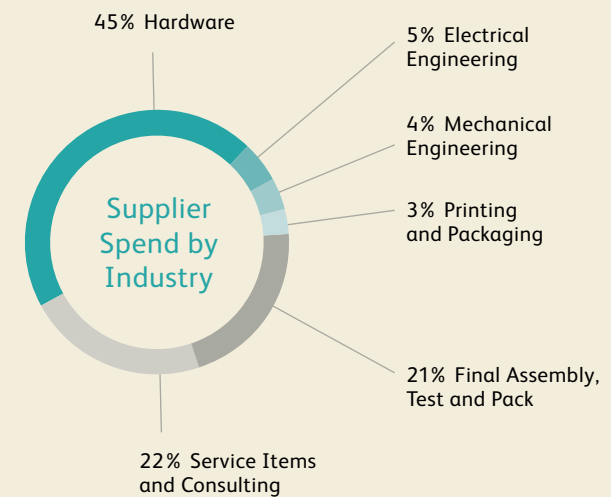 45% Hardware
5% Electrical
Engineering
4% Mechanical
Engineering
3% Printing
and Packaging
Supplier
Spend by
Industry
21% Final Assembly,
Test and Pack
22% Service Items
and Consulting